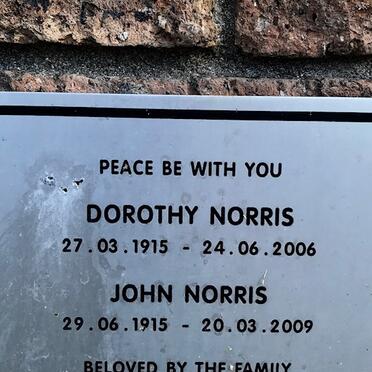 PEACE BE WITH YOU
DOROTHY NORRIS
27.03.1915 - 24.06.2006
JOHN NORRIS
29.06.1915 - 20.03.2009
BELOVED BY THE FAMILY